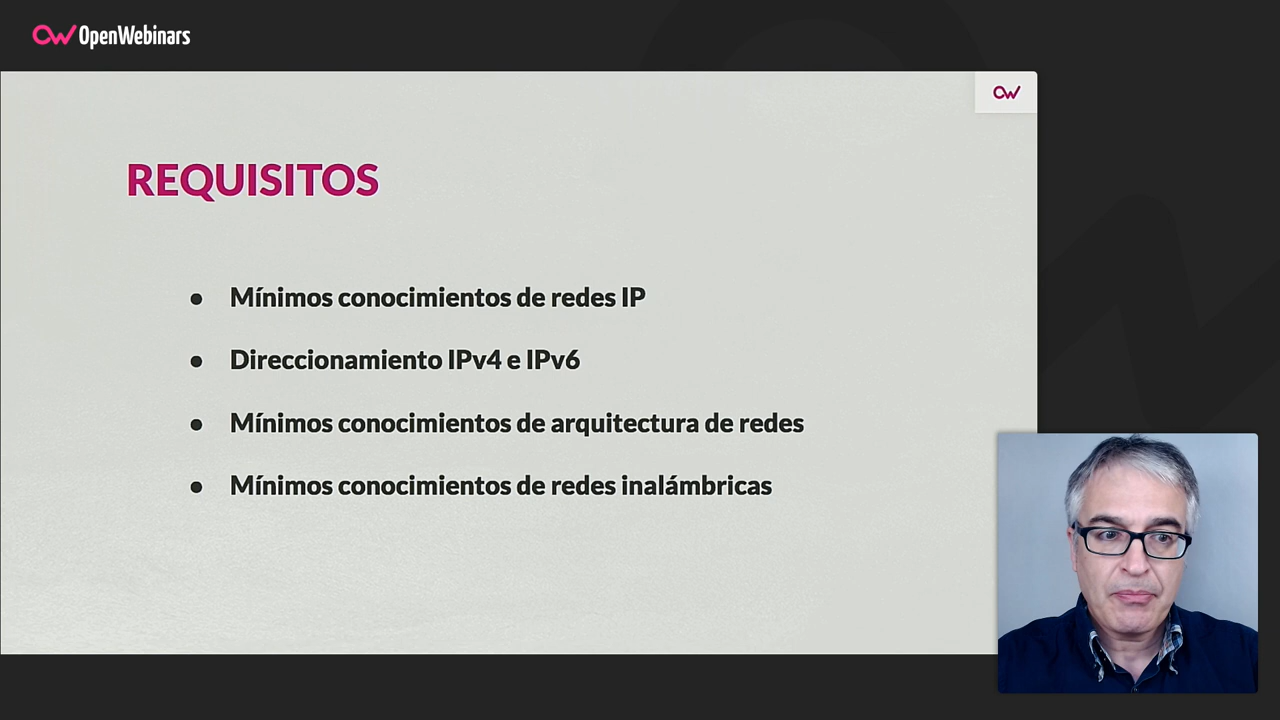 OpenWebinars
REQUISITOS
● Mínimos conocimientos de redes IP
● Direccionamiento IPv4 e IPv6
● Mínimos conocimientos de arquitectura de redes
● Mínimos conocimientos de redes inalámbricas